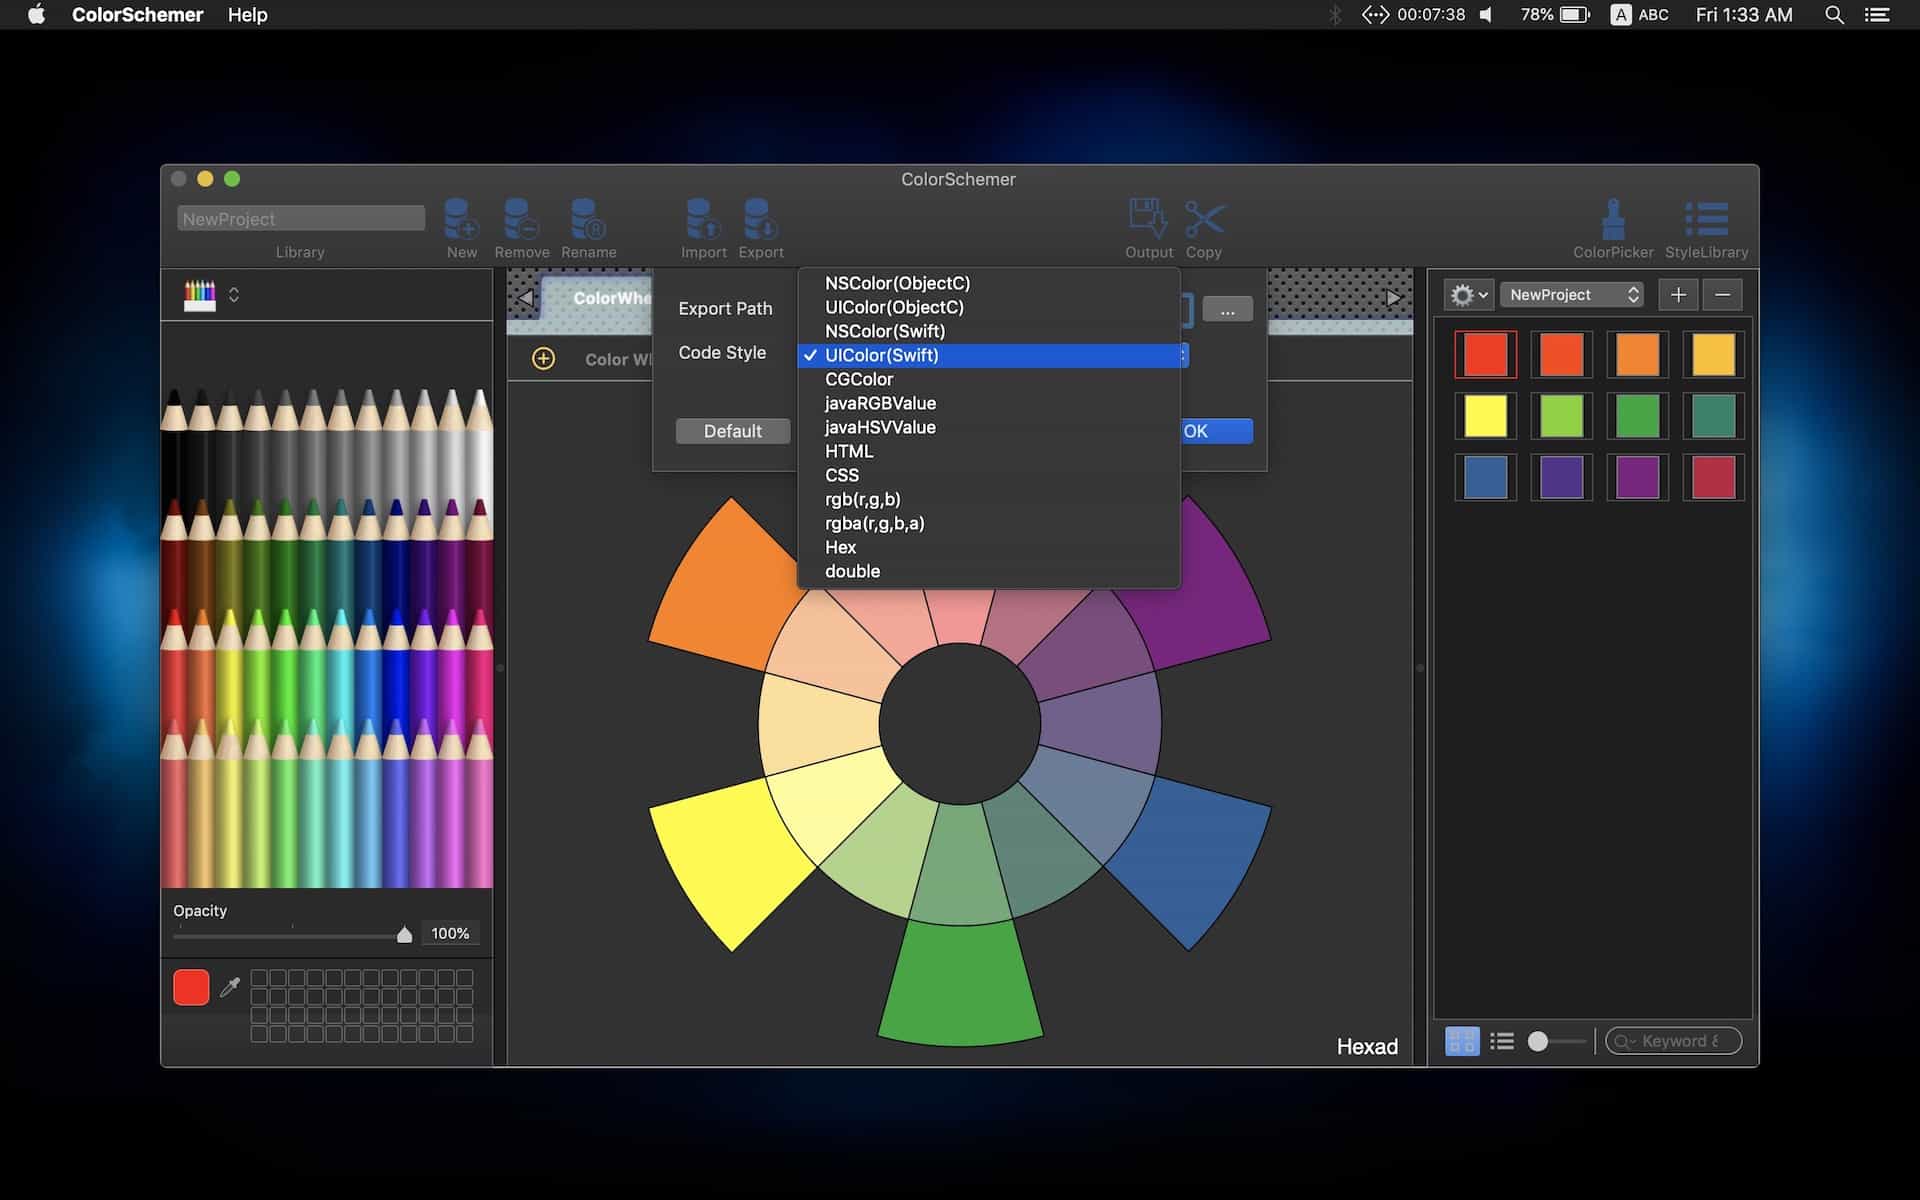 ColorSchemer Help 00:07:38 78% A ABC Fri 1:33 AM
ColorSchemer
NewProject
Library
New
Remove
Rename
R
Import
Export
Output
Copy
ColorPicker
StyleLibrary
ColorWhe
Color W
Export Path
...
Code Style
Default
OK
NSColor(ObjectC)
UIColor(ObjectC)
NSColor(Swift)
✓ UIColor(Swift)
CGColor
javaRGBValue
javaHSVValue
HTML
CSS
rgb(r,g,b)
rgba(r,g,b,a)
Hex
double
NewProject
Opacity
100%
Hexad
Keyword &